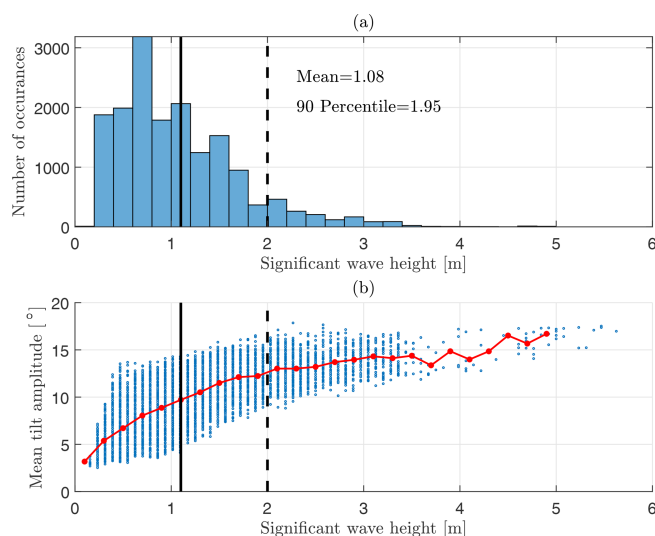 (a)
3000
2000
1000
0
Number of occurances
Mean=1.08
90 Percentile=1.95
0 1 2 3 4 5 6
Significant wave height [m]
(b)
20
15
10
5
0
Mean tilt amplitude [°]
0 1 2 3 4 5 6
Significant wave height [m]